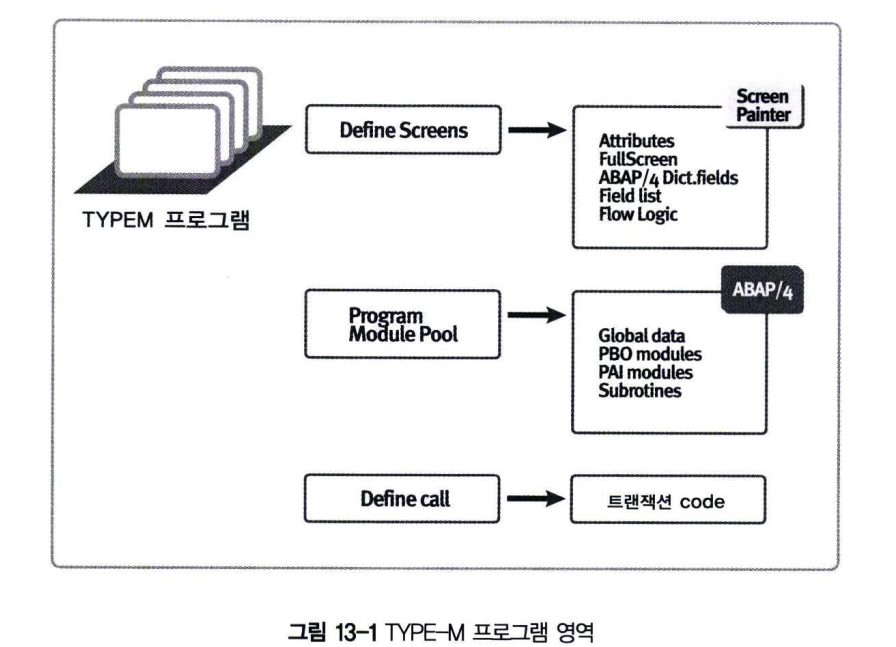 TYPEM 프로그램
Define Screens
Screen
Painter
Attributes
FullScreen
ABAP/4 Dict.fields
Field list
Flow Logic
Program
Module Pool
ABAP/4
Global data
PBO modules
PAI modules
Subrotines
Define call
트랜잭션 code
그림 13-1 TYPE-M 프로그램 영역